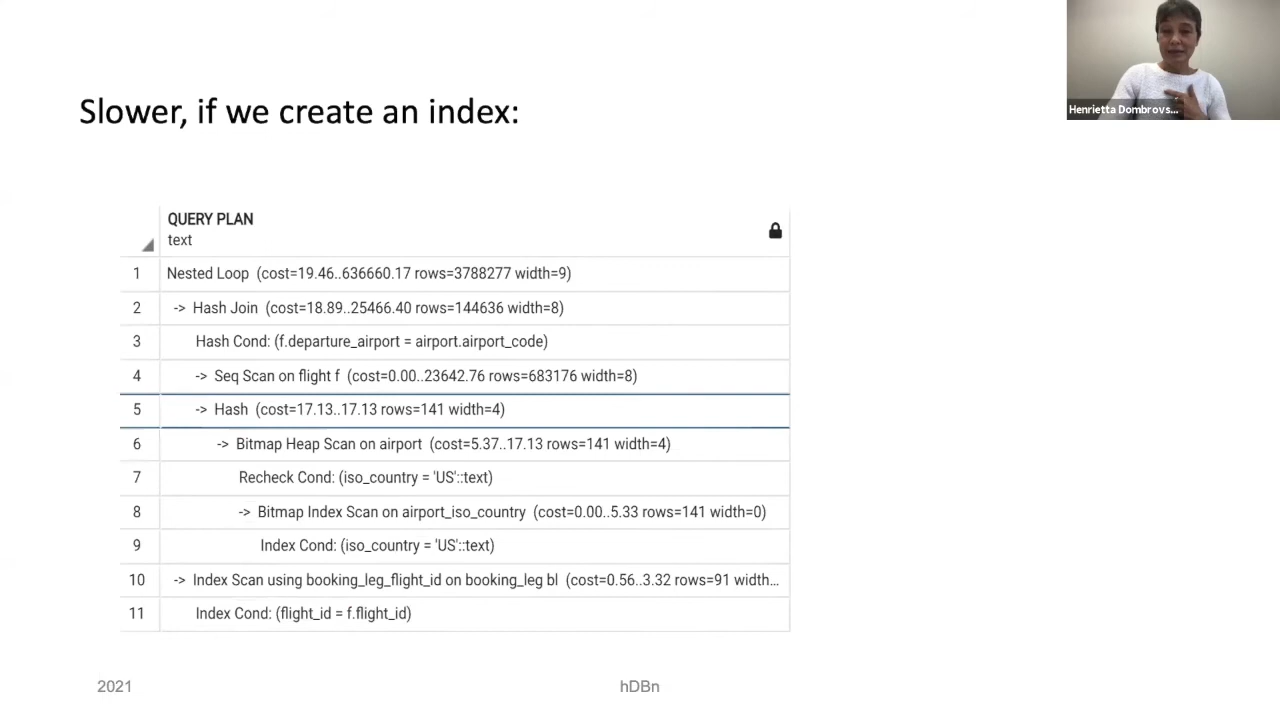 Henrietta Dombrovs...
Slower, if we create an index:
QUERY PLAN
text
1 Nested Loop (cost=19.46..636660.17 rows=3788277 width=9)
2 -> Hash Join (cost=18.89..25466.40 rows=144636 width=8)
3 Hash Cond: (f.departure_airport = airport.airport_code)
4 -> Seq Scan on flight f (cost=0.00..23642.76 rows=683176 width=8)
5 -> Hash (cost=17.13..17.13 rows=141 width=4)
6 -> Bitmap Heap Scan on airport (cost=5.37..17.13 rows=141 width=4)
7 Recheck Cond: (iso_country = 'US'::text)
8 -> Bitmap Index Scan on airport_iso_country (cost=0.00..5.33 rows=141 width=0)
9 Index Cond: (iso_country = 'US'::text)
10 -> Index Scan using booking_leg_flight_id on booking_leg bl (cost=0.56..3.32 rows=91 width...
11 Index Cond: (flight_id = f.flight_id)
2021
hDBn